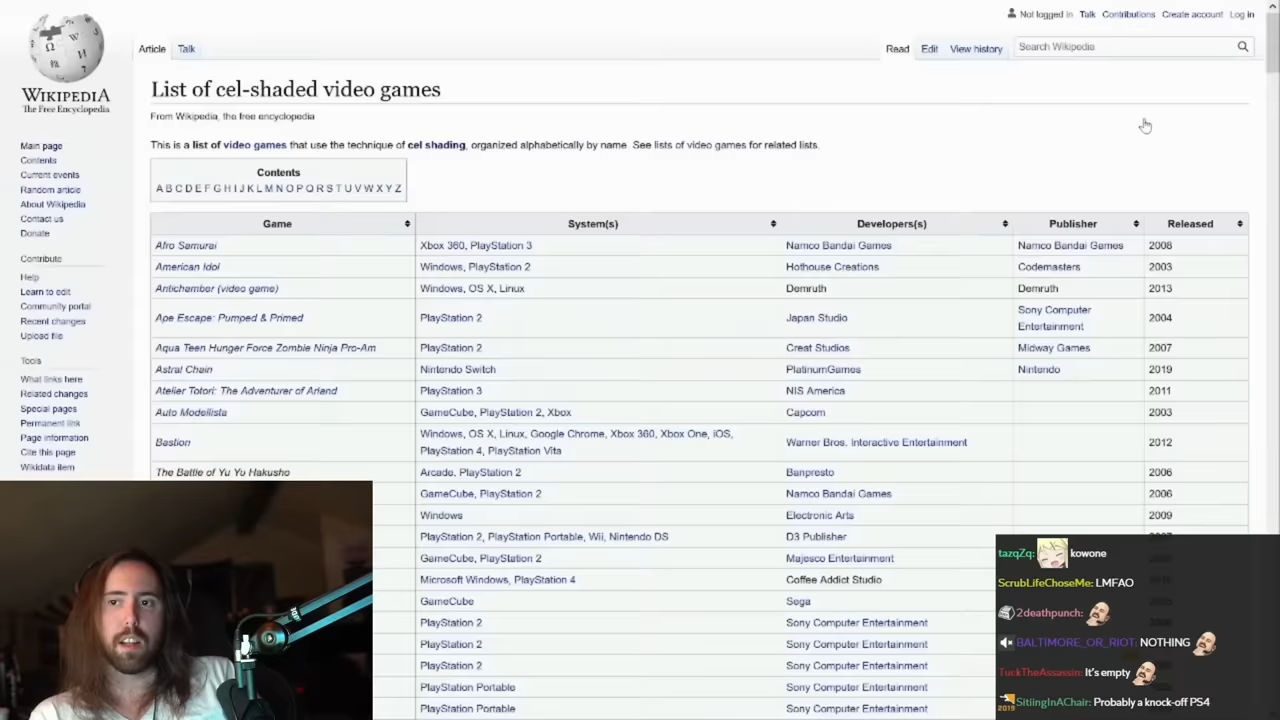 Not logged in Talk Contributions Create account Log in
Article Talk Read Edit View history Search Wikipedia
WIKIPEDIA
The Free Encyclopedia
List of cel-shaded video games
From Wikipedia, the free encyclopedia
This is a list of video games that use the technique of cel shading, organized alphabetically by name. See lists of video games for related lists.
Contents
A B C D E F G H I J K L M N O P Q R S T U V W X Y Z
Main page
Contents
Current events
Random article
About Wikipedia
Contact us
Donate
Contribute
Help
Learn to edit
Community portal
Recent changes
Upload file
Tools
What links here
Related changes
Special pages
Permanent link
Page information
Cite this page
Wikidata item
Game System(s) Developers(s) Publisher Released
Afro Samurai Xbox 360, PlayStation 3 Namco Bandai Games Namco Bandai Games 2008
American Idol Windows, PlayStation 2 Hothouse Creations Codemasters 2003
Antichamber (video game) Windows, OS X, Linux Demruth Demruth 2013
Ape Escape: Pumped & Primed PlayStation 2 Japan Studio Sony Computer Entertainment 2004
Aqua Teen Hunger Force Zombie Ninja Pro-Am PlayStation 2 Creat Studios Midway Games 2007
Astral Chain Nintendo Switch PlatinumGames Nintendo 2019
Atelier Totori: The Adventurer of Arland PlayStation 3 NIS America 2011
Auto Modellista GameCube, PlayStation 2, Xbox Capcom 2003
Bastion Windows, OS X, Linux, Google Chrome, Xbox 360, Xbox One, iOS, PlayStation 4, PlayStation Vita Warner Bros. Interactive Entertainment 2012
The Battle of Yu Yu Hakusho Arcade, PlayStation 2 Banpresto 2006
GameCube, PlayStation 2 Namco Bandai Games 2006
Windows Electronic Arts 2009
PlayStation 2, PlayStation Portable, Wii, Nintendo DS D3 Publisher
GameCube, PlayStation 2 Majesco Entertainment
Microsoft Windows, PlayStation 4 Coffee Addict Studio
GameCube Sega
PlayStation 2 Sony Computer Entertainment
PlayStation 2 Sony Computer Entertainment
PlayStation 2 Sony Computer Entertainment
PlayStation Portable Sony Computer Entertainment
PlayStation Portable Sony Computer Entertainment
tazqZq: kowone
ScrubLifeChoseMe: LMFAO
2deathpunch:
BALTIMORE_OR_RIOT: NOTHING
TuckTheAssassin: It's empty
SitiingInAChair: Probably a knock-off PS4